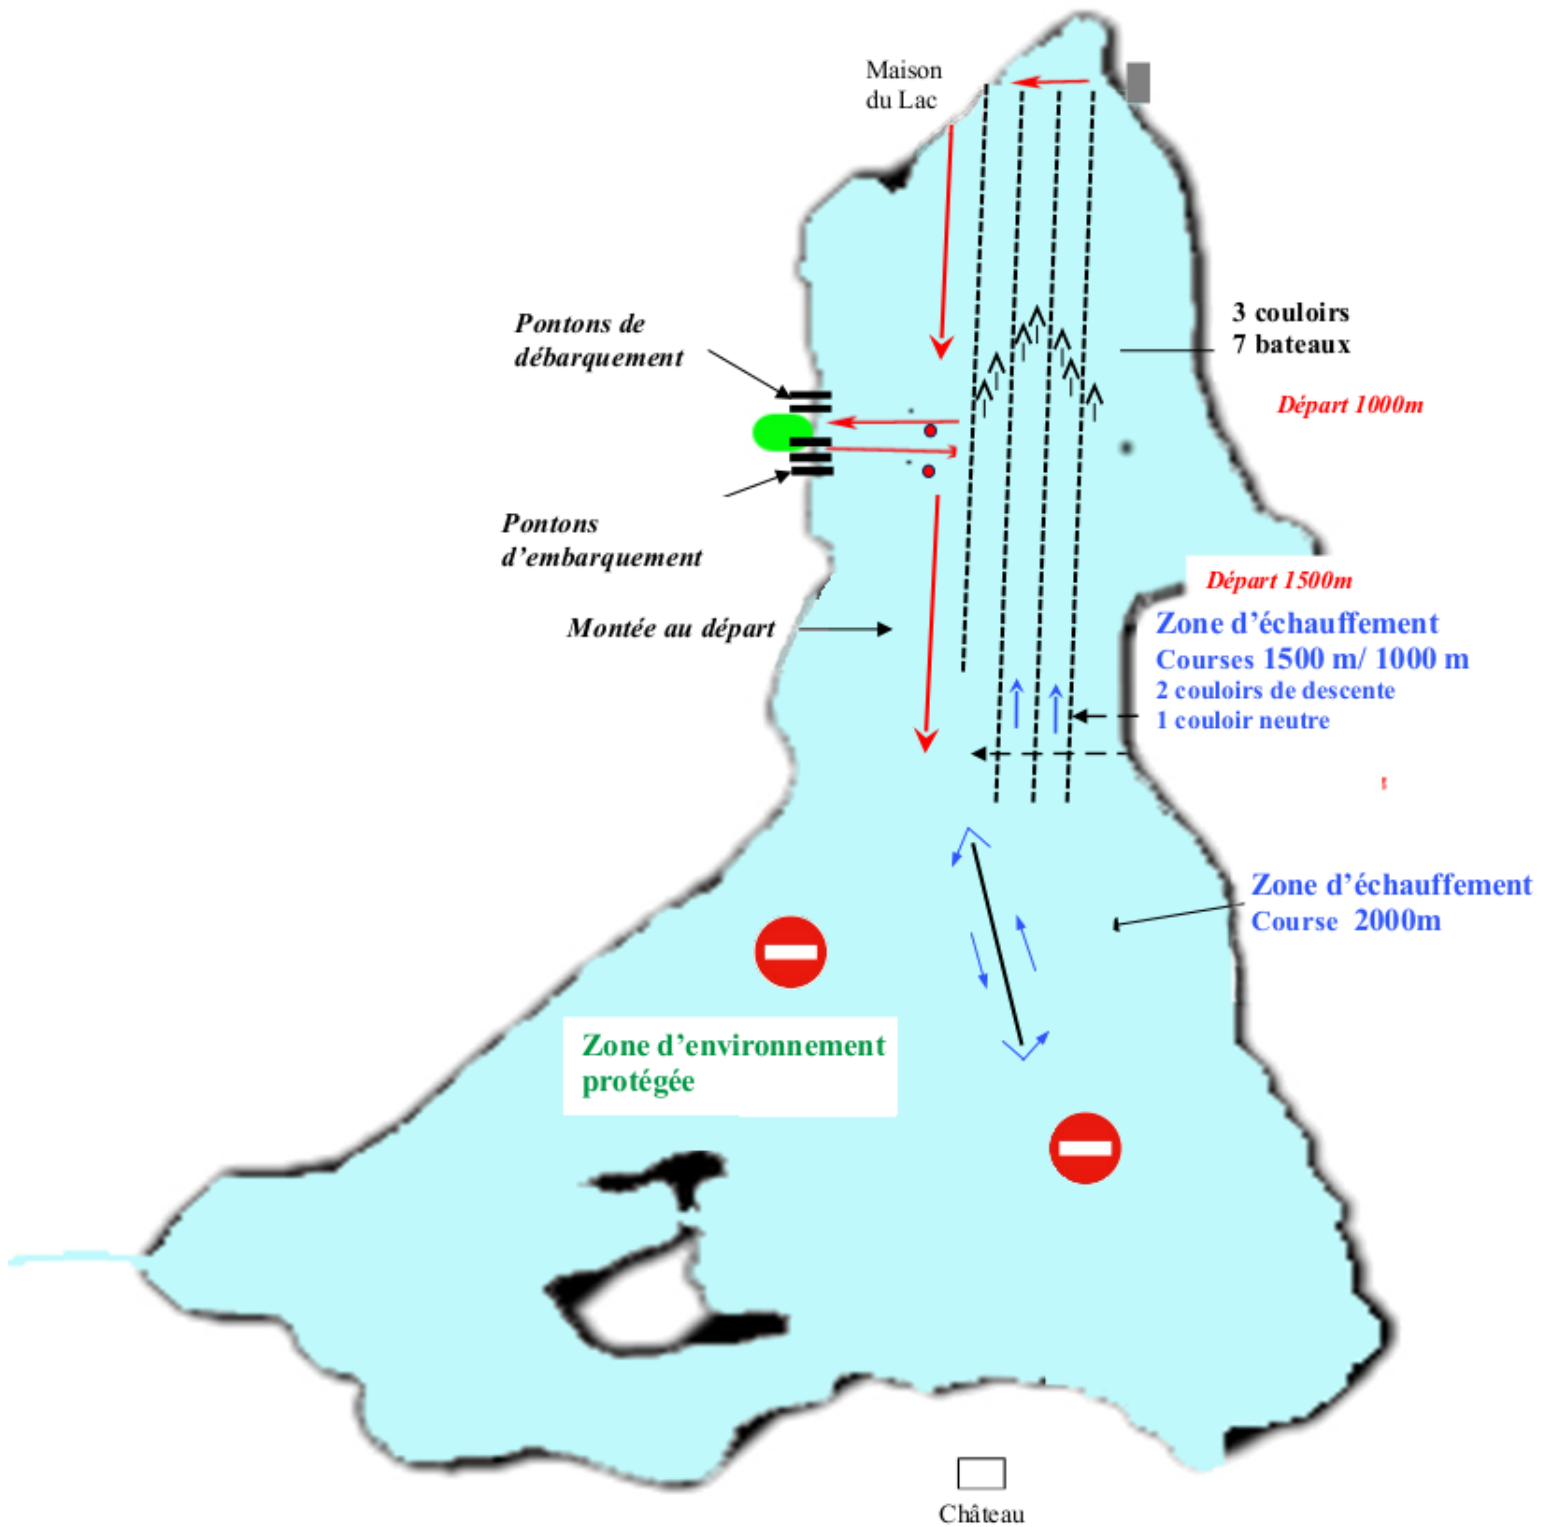 Maison
du Lac
3 couloirs
7 bateaux
Pontons de
débarquement
Départ 1000m
Pontons
d’embarquement
Départ 1500m
Montée au départ
Zone d’échauffement
Courses 1500 m/ 1000 m
2 couloirs de descente
1 couloir neutre
Zone d’échauffement
Course 2000m
Zone d’environnement
protégée
Château